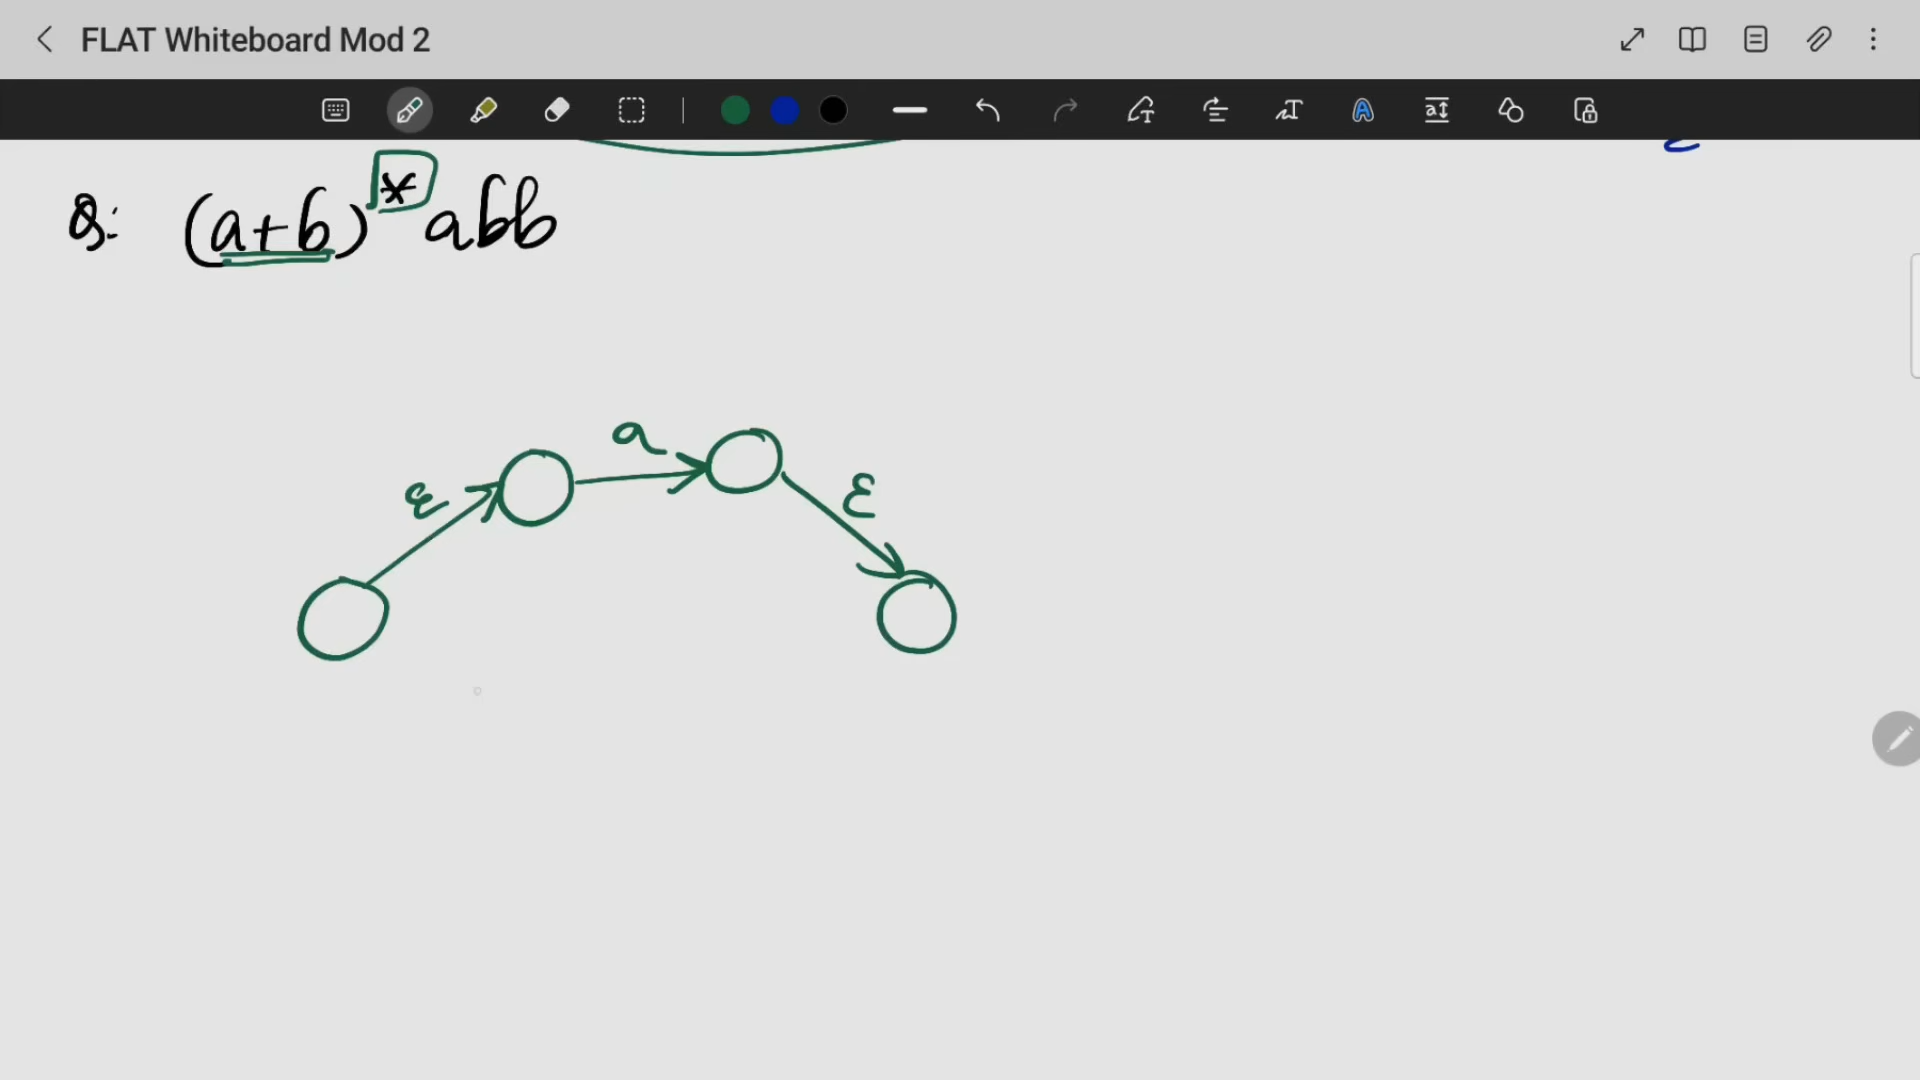 FLAT Whiteboard Mod 2
Q: (a+b)* abb
a
ε
ε